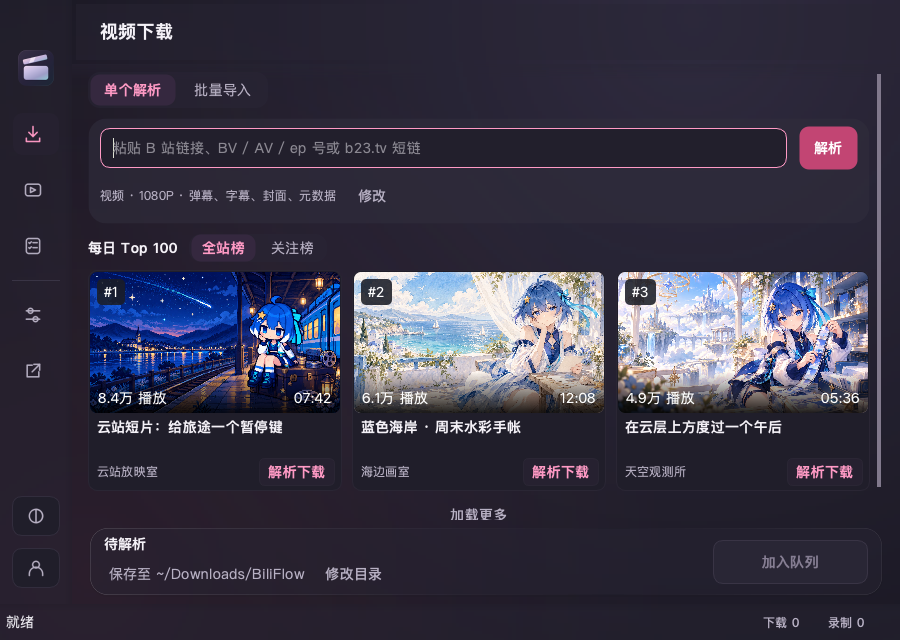 视频下载
单个解析
批量导入
粘贴 B 站链接、BV / AV / ep 号或 b23.tv 短链
解析
视频 · 1080P · 弹幕、字幕、封面、元数据
修改
每日 Top 100
全站榜
关注榜
#1
8.4万 播放
07:42
云站短片：给旅途一个暂停键
云站放映室
解析下载
#2
6.1万 播放
12:08
蓝色海岸 · 周末水彩手帐
海边画室
解析下载
#3
4.9万 播放
05:36
在云层上方度过一个午后
天空观测所
解析下载
加载更多
待解析
保存至 ~/Downloads/BiliFlow
修改目录
加入队列
就绪
下载 0
录制 0